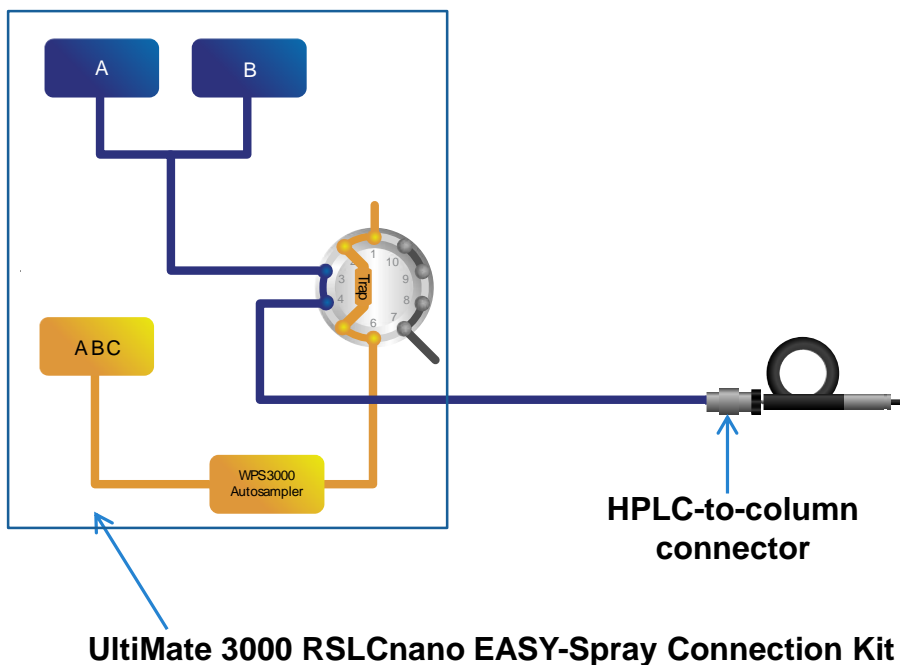 A
B
1
10
9
3
Trap
8
4
7
6
ABC
WPS3000
Autosampler
HPLC-to-column
connector
UltiMate 3000 RSLCnano EASY-Spray Connection Kit